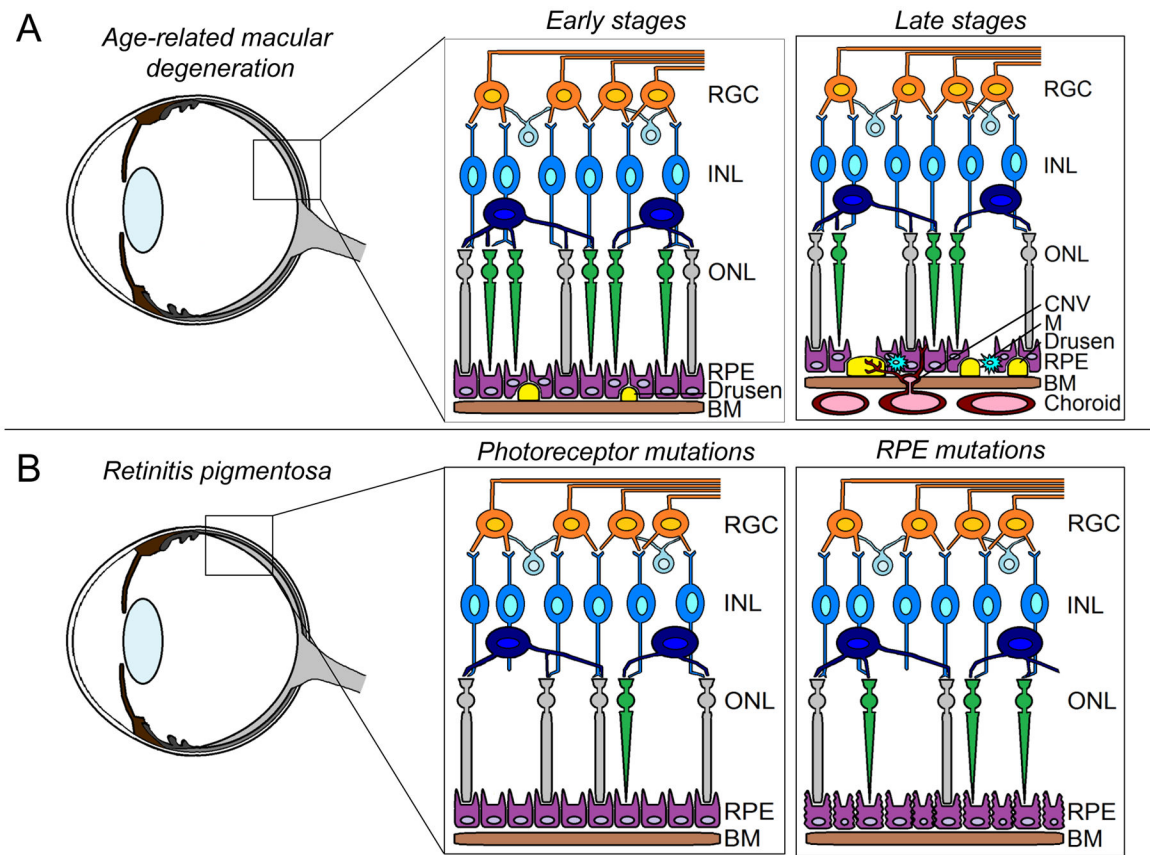 A
Age-related macular
degeneration
Early stages
RGC
INL
ONL
RPE
Drusen
BM
Late stages
RGC
INL
ONL
CNV
M
Drusen
RPE
BM
Choroid
B
Retinitis pigmentosa
Photoreceptor mutations
RGC
INL
ONL
RPE
BM
RPE mutations
RGC
INL
ONL
RPE
BM